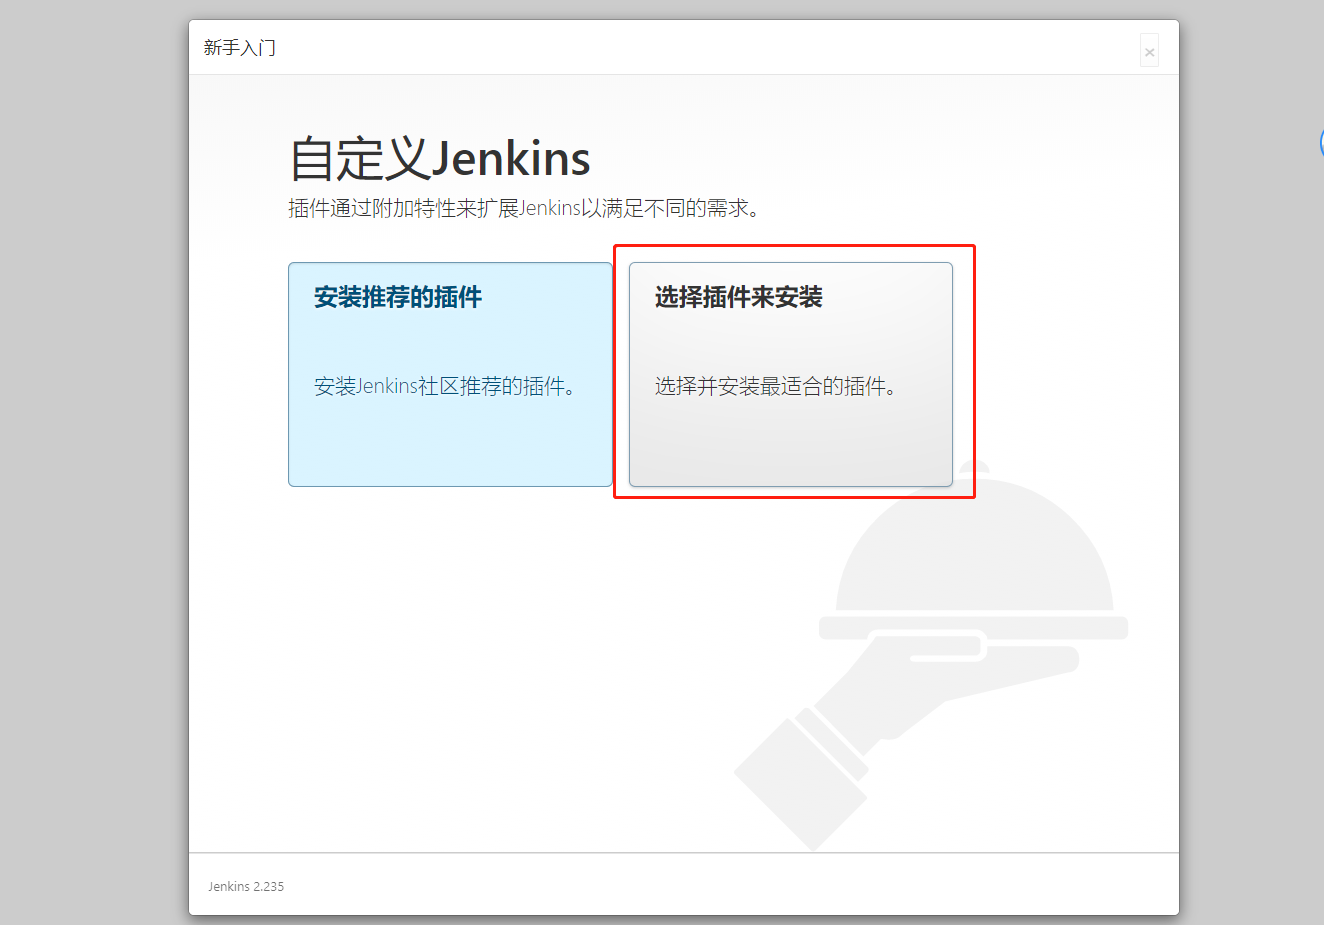 新手入门
×
自定义Jenkins
插件通过附加特性来扩展Jenkins以满足不同的需求。
安装推荐的插件
安装Jenkins社区推荐的插件。
选择插件来安装
选择并安装最适合的插件。
Jenkins 2.235